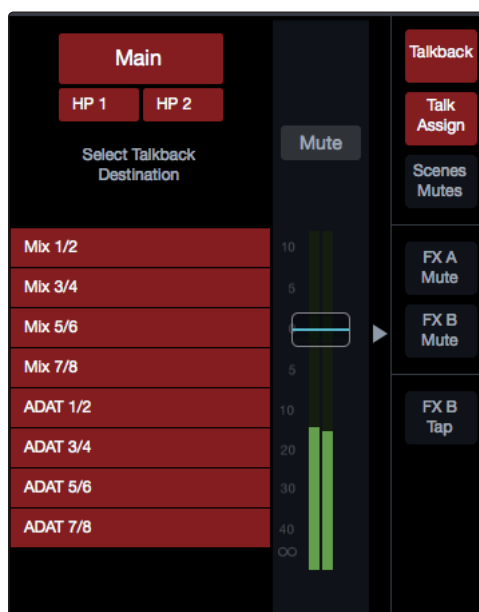 Main
HP 1
HP 2
Select Talkback
Destination
Mix 1/2
Mix 3/4
Mix 5/6
Mix 7/8
ADAT 1/2
ADAT 3/4
ADAT 5/6
ADAT 7/8
Mute
10
5
0
5
10
20
30
40
∞
Talkback
Talk
Assign
Scenes
Mutes
FX A
Mute
FX B
Mute
FX B
Tap